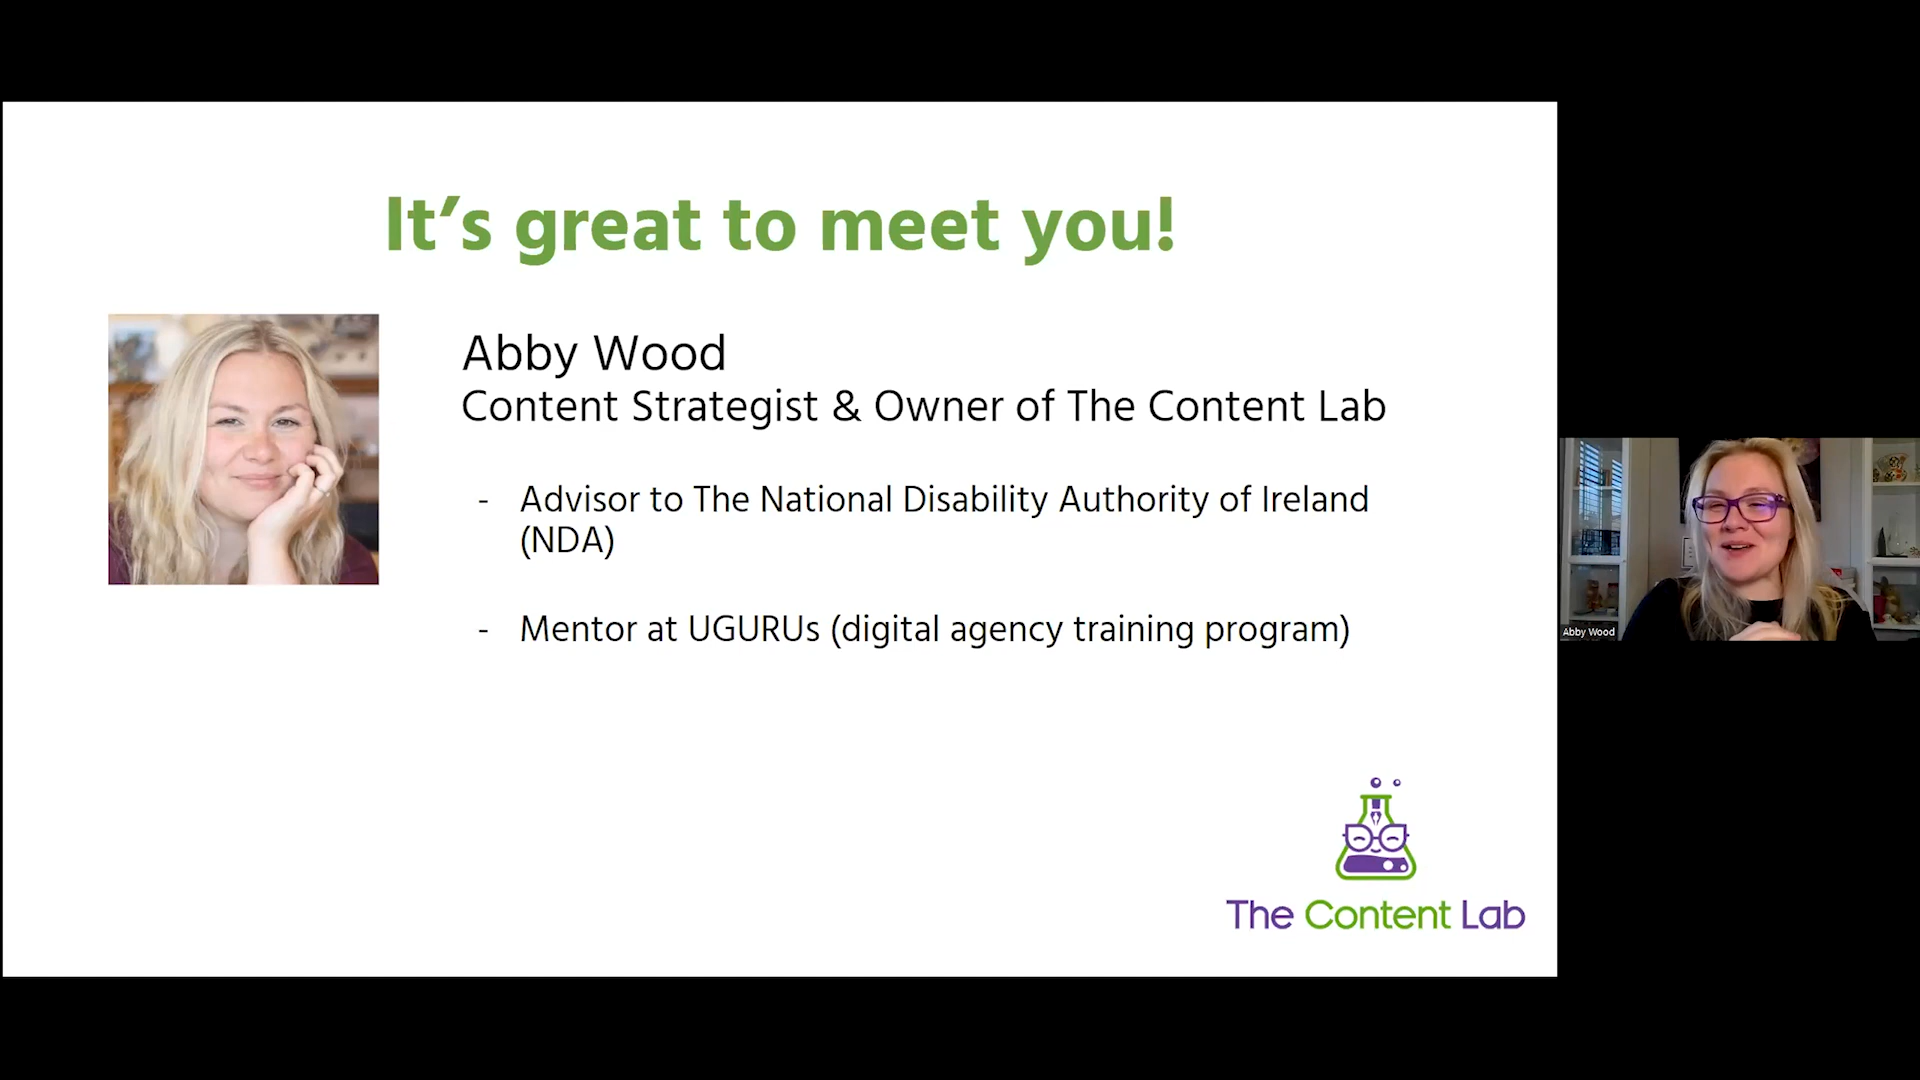 It's great to meet you!
Abby Wood
Content Strategist & Owner of The Content Lab
- Advisor to The National Disability Authority of Ireland
(NDA)
- Mentor at UGURUs (digital agency training program)
The Content Lab
Abby Wood